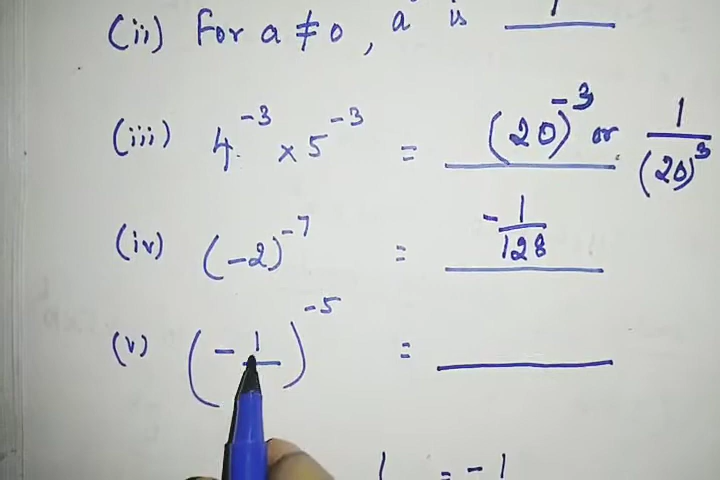 (ii) For a ≠ 0, a is 1
(iii) 4⁻³ × 5⁻³ = (20)⁻³ or 1/(20)³
(iv) (-2)⁻⁷ = -1/128
(v) (-1/ )⁻⁵ =
= -1